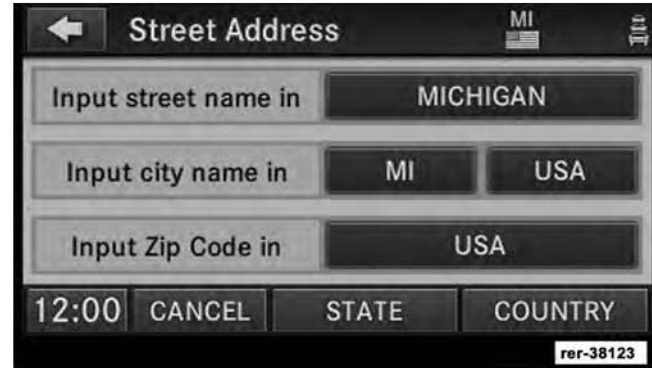 Street Address MI
Input street name in MICHIGAN
Input city name in MI USA
Input Zip Code in USA
12:00 CANCEL STATE COUNTRY
rer-38123